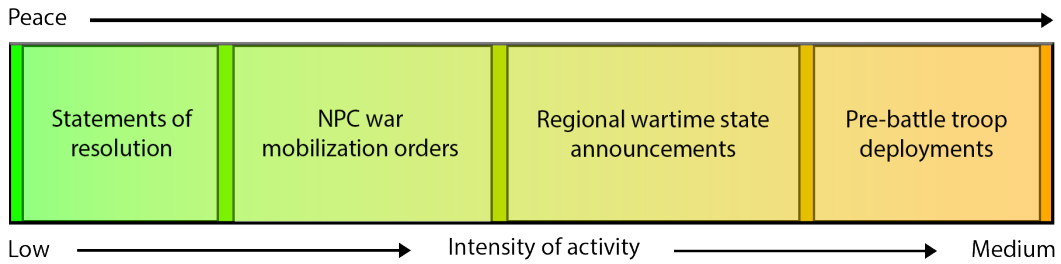 Peace
Statements of
resolution
NPC war
mobilization orders
Regional wartime state
announcements
Pre-battle troop
deployments
Low
Intensity of activity
Medium